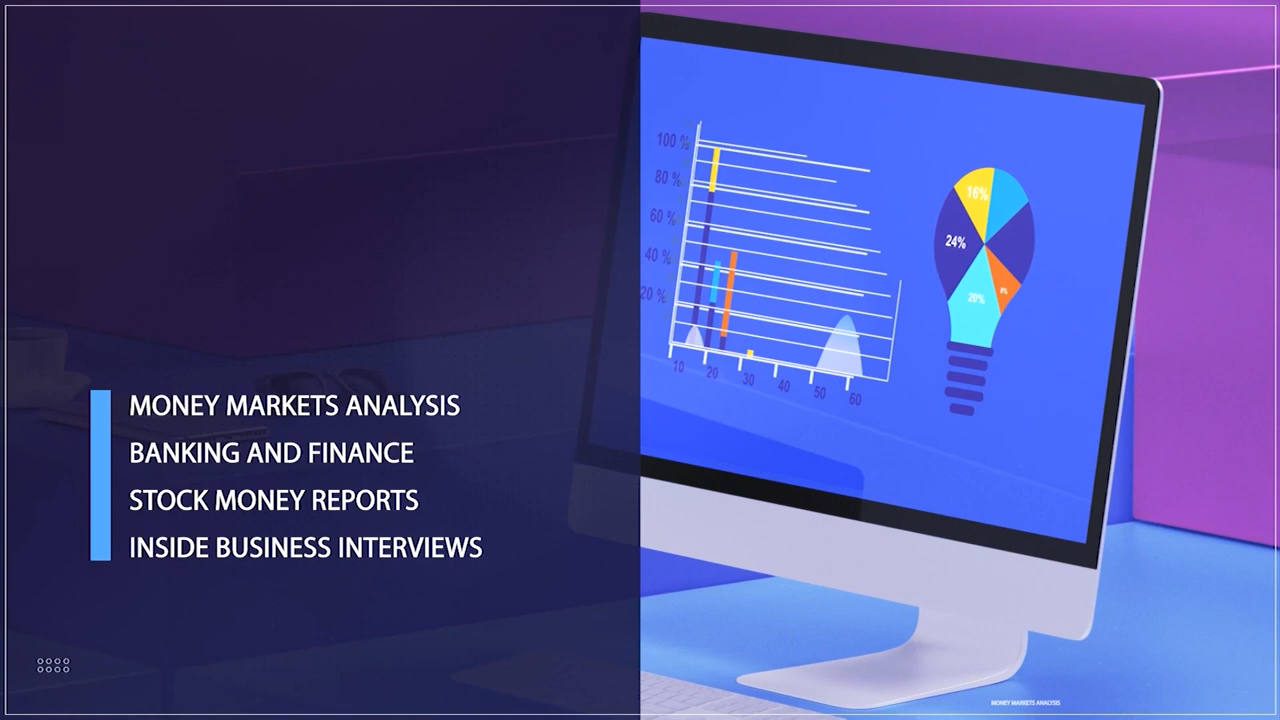 MONEY MARKETS ANALYSIS
BANKING AND FINANCE
STOCK MONEY REPORTS
INSIDE BUSINESS INTERVIEWS
100 %
80 %
60 %
40 %
20 %
10 20 30 40 50 60
16%
24%
20%
8%
MONEY MARKETS ANALYSIS